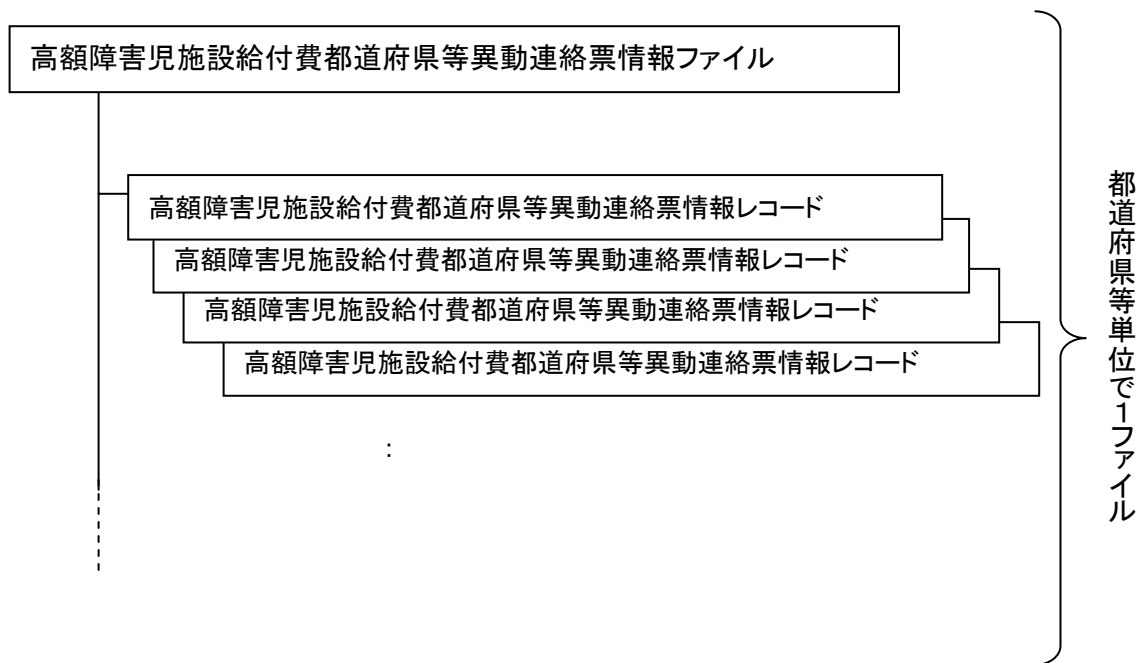 高額障害児施設給付費都道府県等異動連絡票情報ファイル
高額障害児施設給付費都道府県等異動連絡票情報レコード
高額障害児施設給付費都道府県等異動連絡票情報レコード
高額障害児施設給付費都道府県等異動連絡票情報レコード
高額障害児施設給付費都道府県等異動連絡票情報レコード
:
都道府県等単位で1ファイル